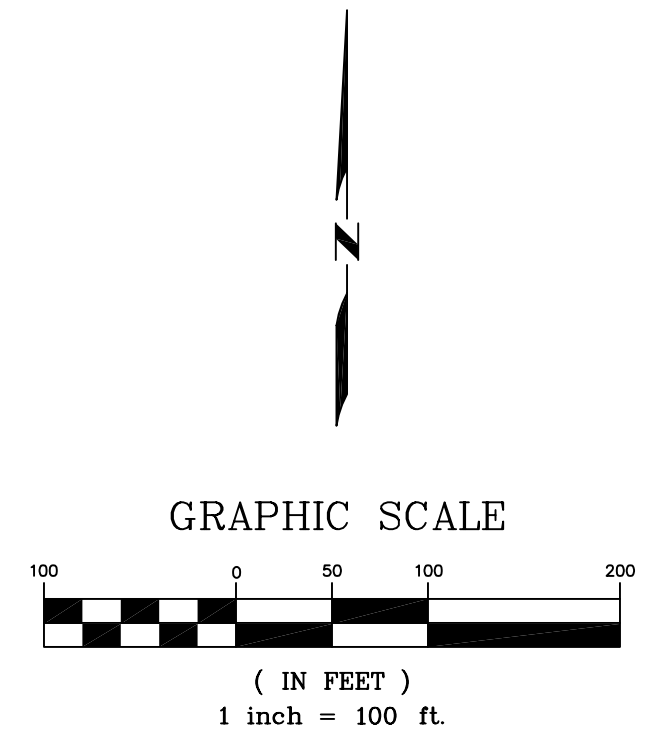 N
GRAPHIC SCALE
100 0 50 100 200
( IN FEET )
1 inch = 100 ft.